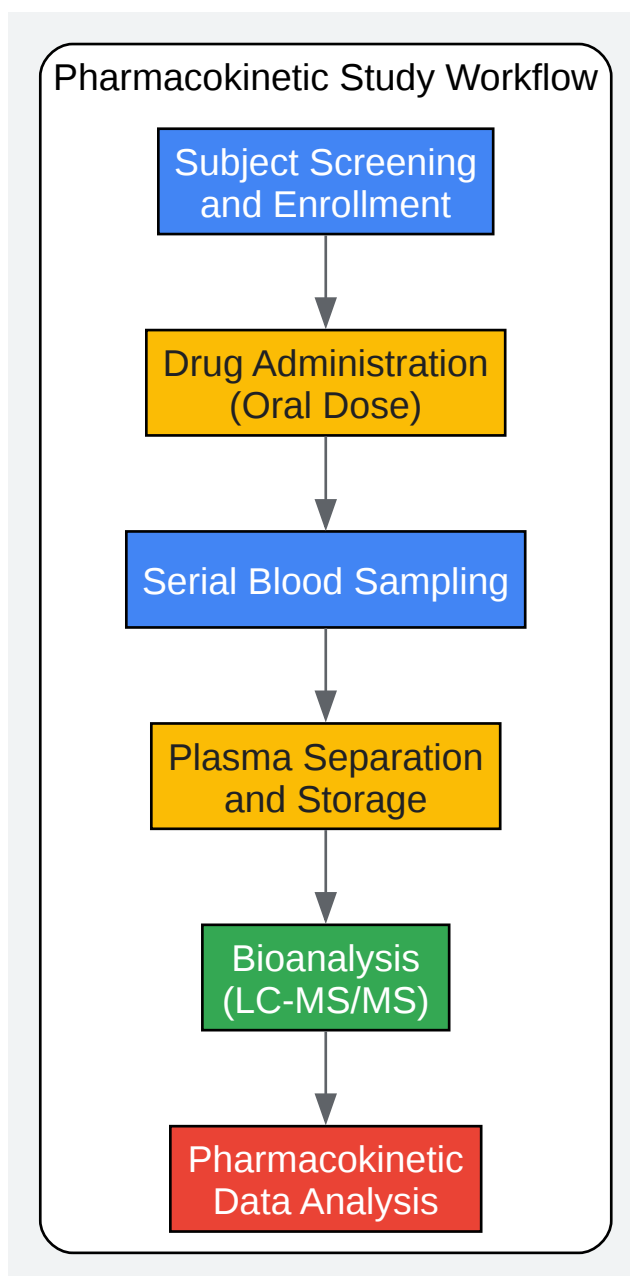 Pharmacokinetic Study Workflow
Subject Screening
and Enrollment
Drug Administration
(Oral Dose)
Serial Blood Sampling
Plasma Separation
and Storage
Bioanalysis
(LC-MS/MS)
Pharmacokinetic
Data Analysis